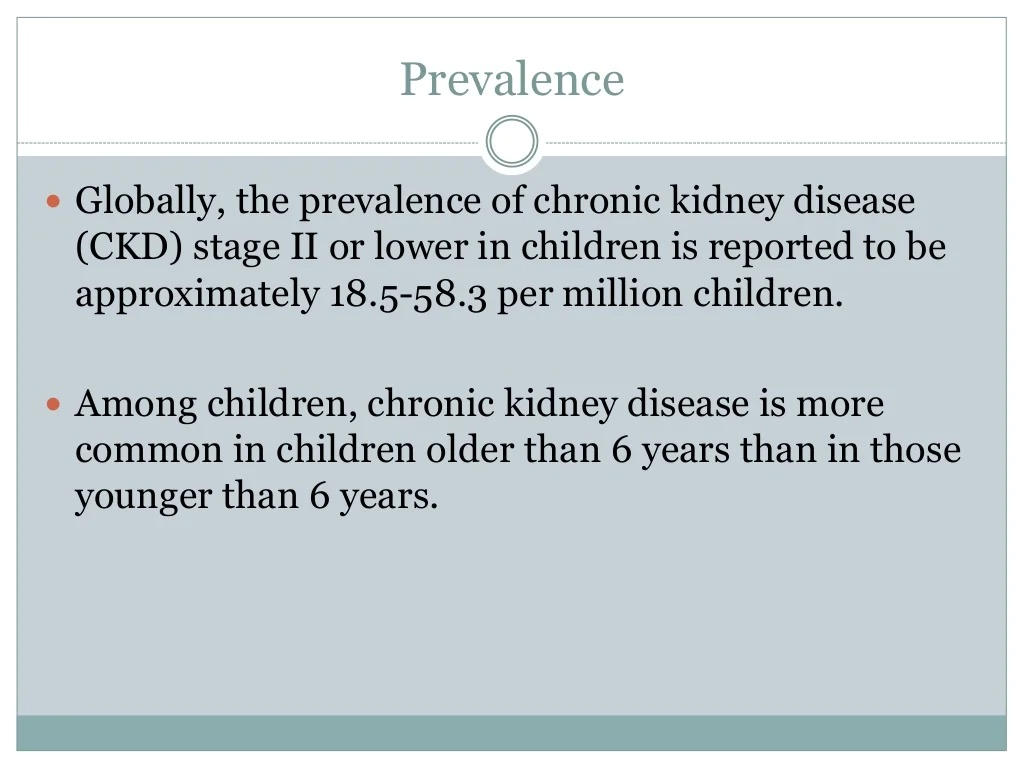 Prevalence
Globally, the prevalence of chronic kidney disease
(CKD) stage II or lower in children is reported to be
approximately 18.5-58.3 per million children.
Among children, chronic kidney disease is more
common in children older than 6 years than in those
younger than 6 years.